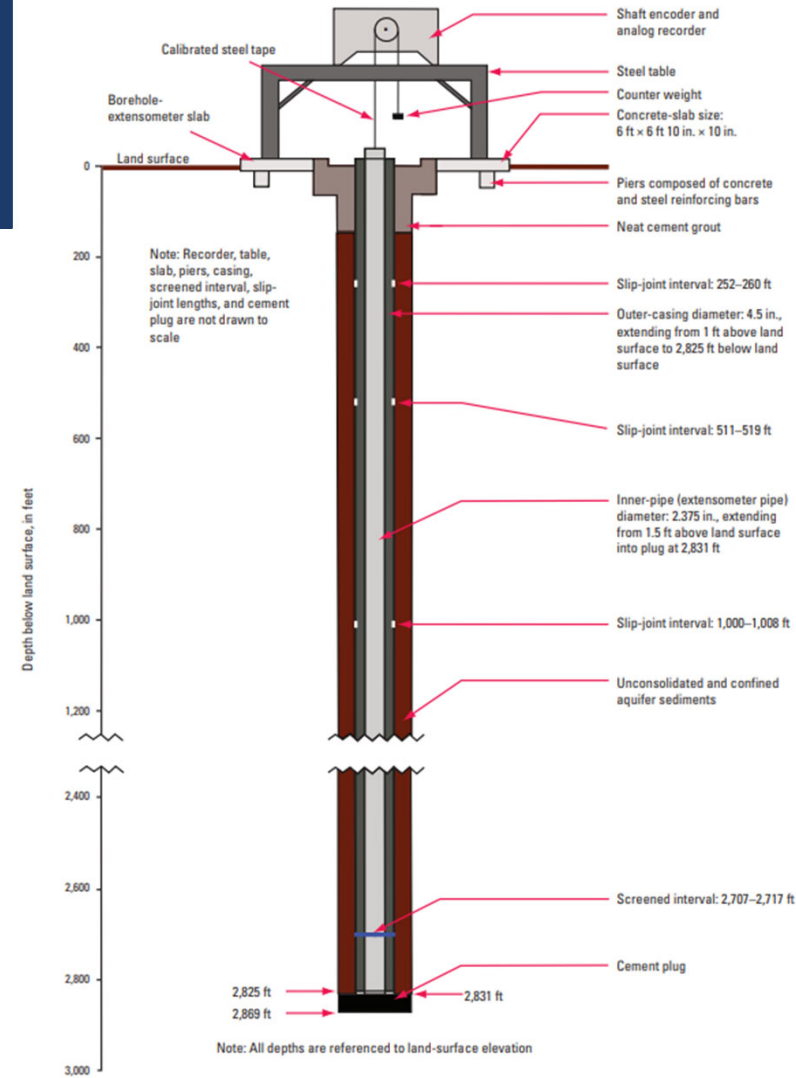 Shaft encoder and
analog recorder
Calibrated steel tape
Steel table
Counter weight
Borehole-
extensometer slab
Concrete-slab size:
6 ft × 6 ft 10 in. × 10 in.
Land surface
0
Piers composed of concrete
and steel reinforcing bars
Neat cement grout
Note: Recorder, table,
slab, piers, casing,
screened interval, slip-
joint lengths, and cement
plug are not drawn to
scale
200
Slip-joint interval: 252–260 ft
Outer-casing diameter: 4.5 in.,
extending from 1 ft above land
surface to 2,825 ft below land
surface
400
Slip-joint interval: 511–519 ft
600
Depth below land surface, in feet
Inner-pipe (extensometer pipe)
diameter: 2.375 in., extending
from 1.5 ft above land surface
into plug at 2,831 ft
800
1,000
Slip-joint interval: 1,000–1,008 ft
Unconsolidated and confined
aquifer sediments
1,200
2,400
2,600
Screened interval: 2,707–2,717 ft
Cement plug
2,800
2,825 ft
2,831 ft
2,869 ft
Note: All depths are referenced to land-surface elevation
3,000